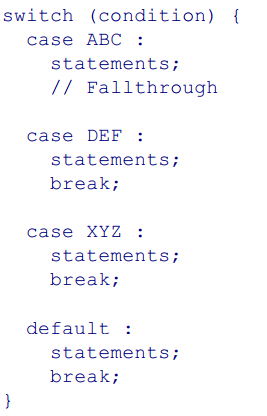 switch (condition) {
  case ABC :
    statements;
    // Fallthrough

  case DEF :
    statements;
    break;

  case XYZ :
    statements;
    break;

  default :
    statements;
    break;
}